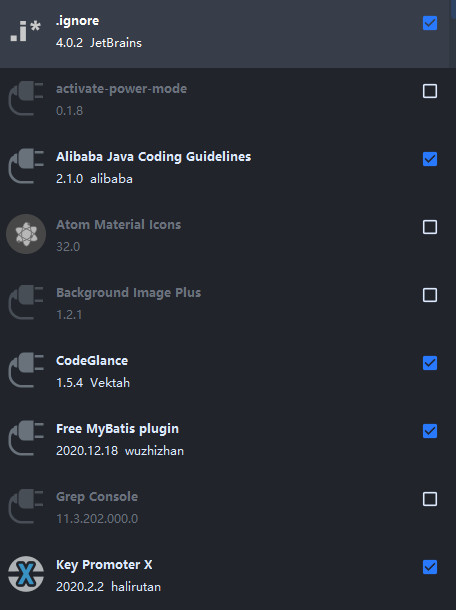 .i*
.ignore
4.0.2 JetBrains
activate-power-mode
0.1.8
Alibaba Java Coding Guidelines
2.1.0 alibaba
Atom Material Icons
32.0
Background Image Plus
1.2.1
CodeGlance
1.5.4 Vektah
Free MyBatis plugin
2020.12.18 wuzhizhan
Grep Console
11.3.202.000.0
X
Key Promoter X
2020.2.2 halirutan